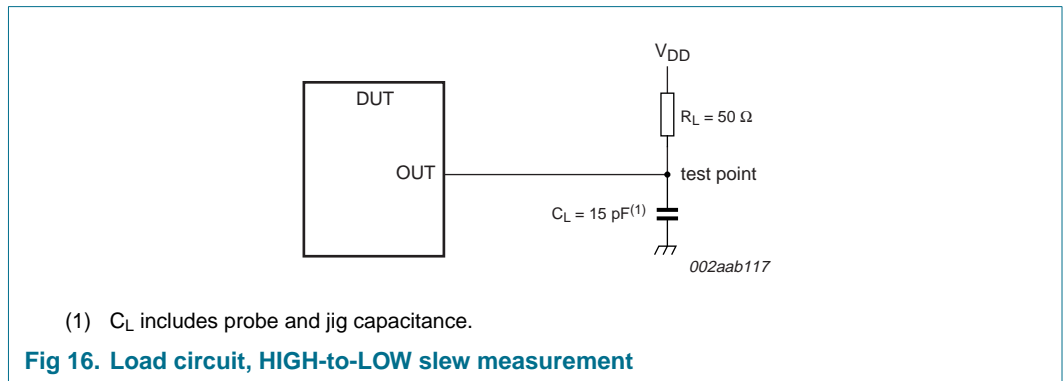 V_DD
DUT
R_L = 50 Ω
OUT
test point
C_L = 15 pF(1)
002aab117
(1) C_L includes probe and jig capacitance.
Fig 16. Load circuit, HIGH-to-LOW slew measurement